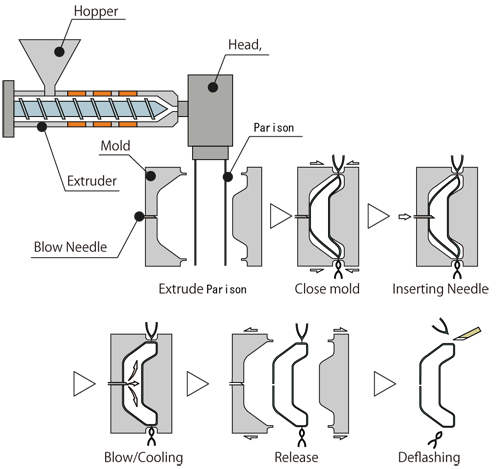 Hopper
Head,
Parison
Mold
Extruder
Blow Needle
Extrude Parison
Close mold
Inserting Needle
Blow/Cooling
Release
Deflashing